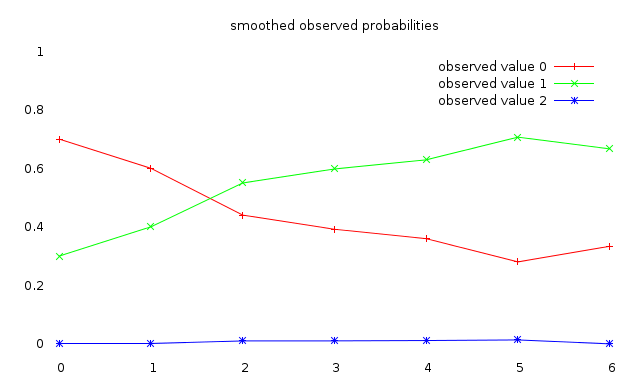 smoothed observed probabilities
1
observed value 0
observed value 1
observed value 2
0.8
0.6
0.4
0.2
0
0 1 2 3 4 5 6